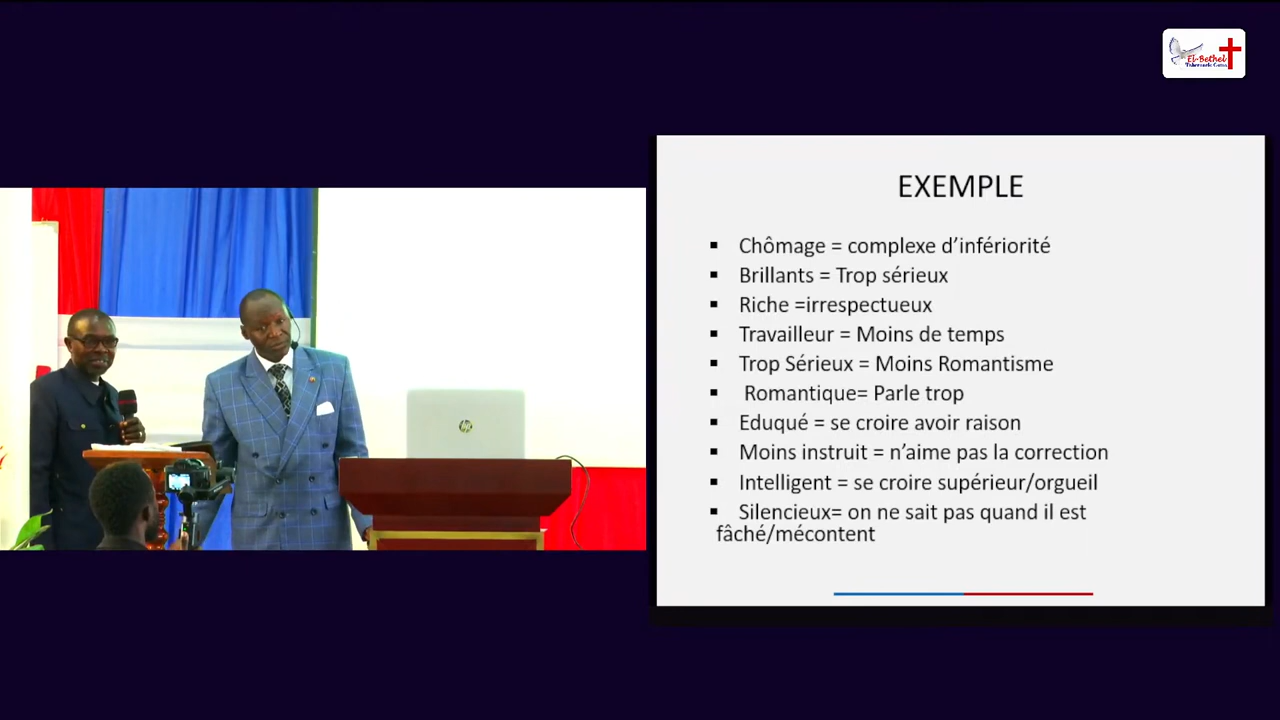 El-Bethel
EXEMPLE
▪ Chômage = complexe d’infériorité
▪ Brillants = Trop sérieux
▪ Riche =irrespectueux
▪ Travailleur = Moins de temps
▪ Trop Sérieux = Moins Romantisme
▪ Romantique= Parle trop
▪ Eduqué = se croire avoir raison
▪ Moins instruit = n’aime pas la correction
▪ Intelligent = se croire supérieur/orgueil
▪ Silencieux= on ne sait pas quand il est
fâché/mécontent
hp